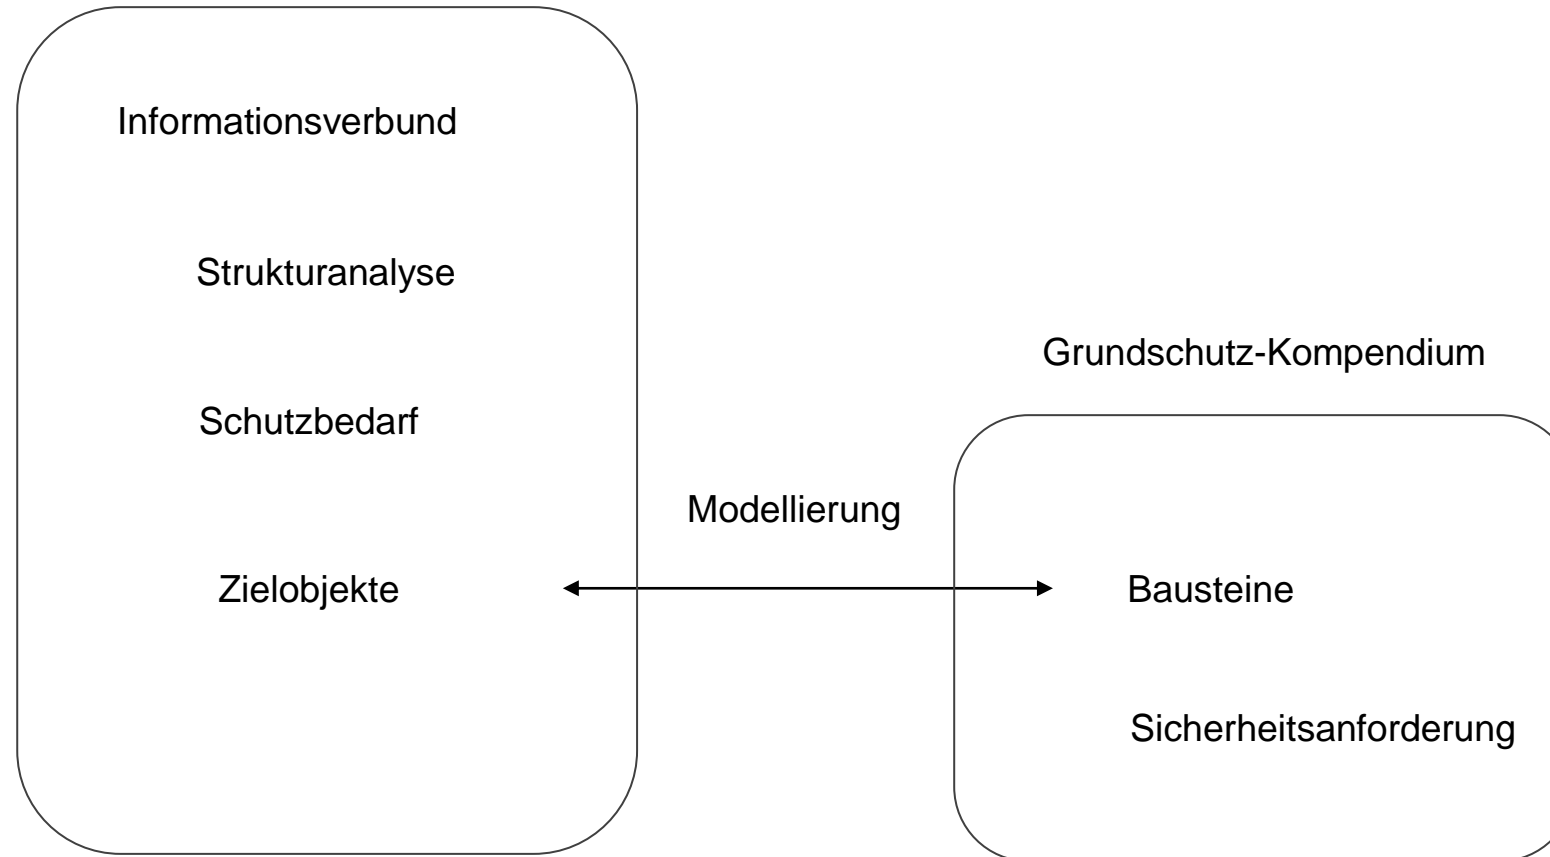 Informationsverbund
Strukturanalyse
Schutzbedarf
Zielobjekte
Modellierung
Grundschutz-Kompendium
Bausteine
Sicherheitsanforderung